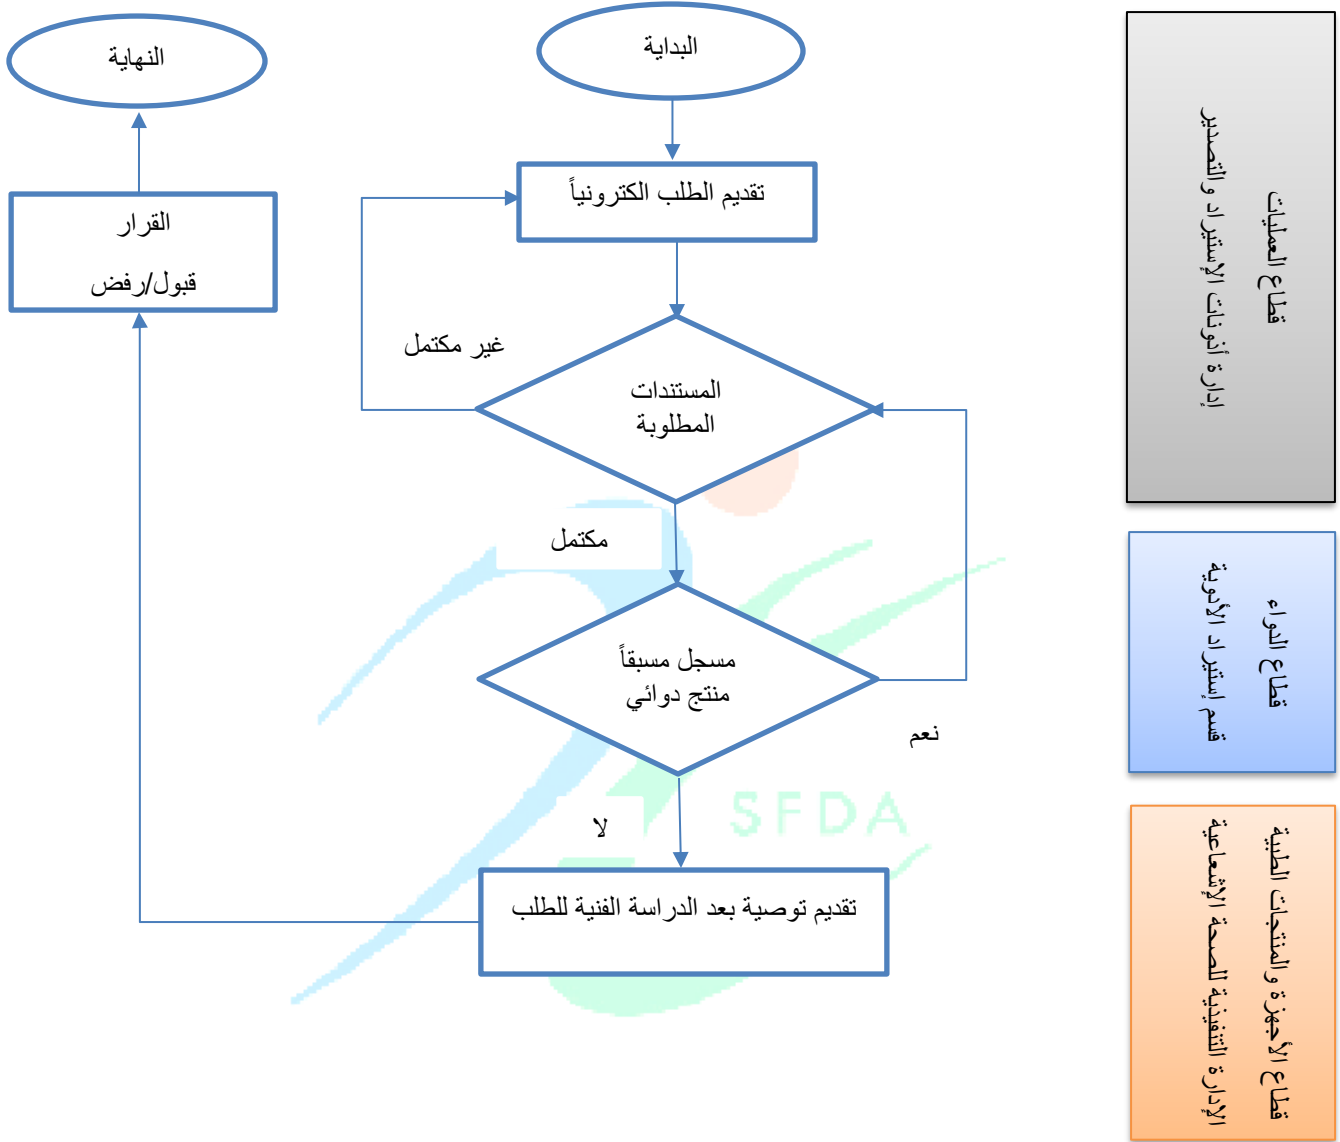 البداية
النهاية
تقديم الطلب الكترونياً
القرار
قبول/رفض
غير مكتمل
المستندات
المطلوبة
مكتمل
مسجل مسبقاً
منتج دوائي
نعم
لا
تقديم توصية بعد الدراسة الفنية للطلب
SFDA
قطاع العمليات
إدارة أذونات الإستيراد والتصدير
قطاع الدواء
قسم إستيراد الأدوية
قطاع الأجهزة والمنتجات الطبية
الإدارة التنفيذية للصحة الإشعاعية